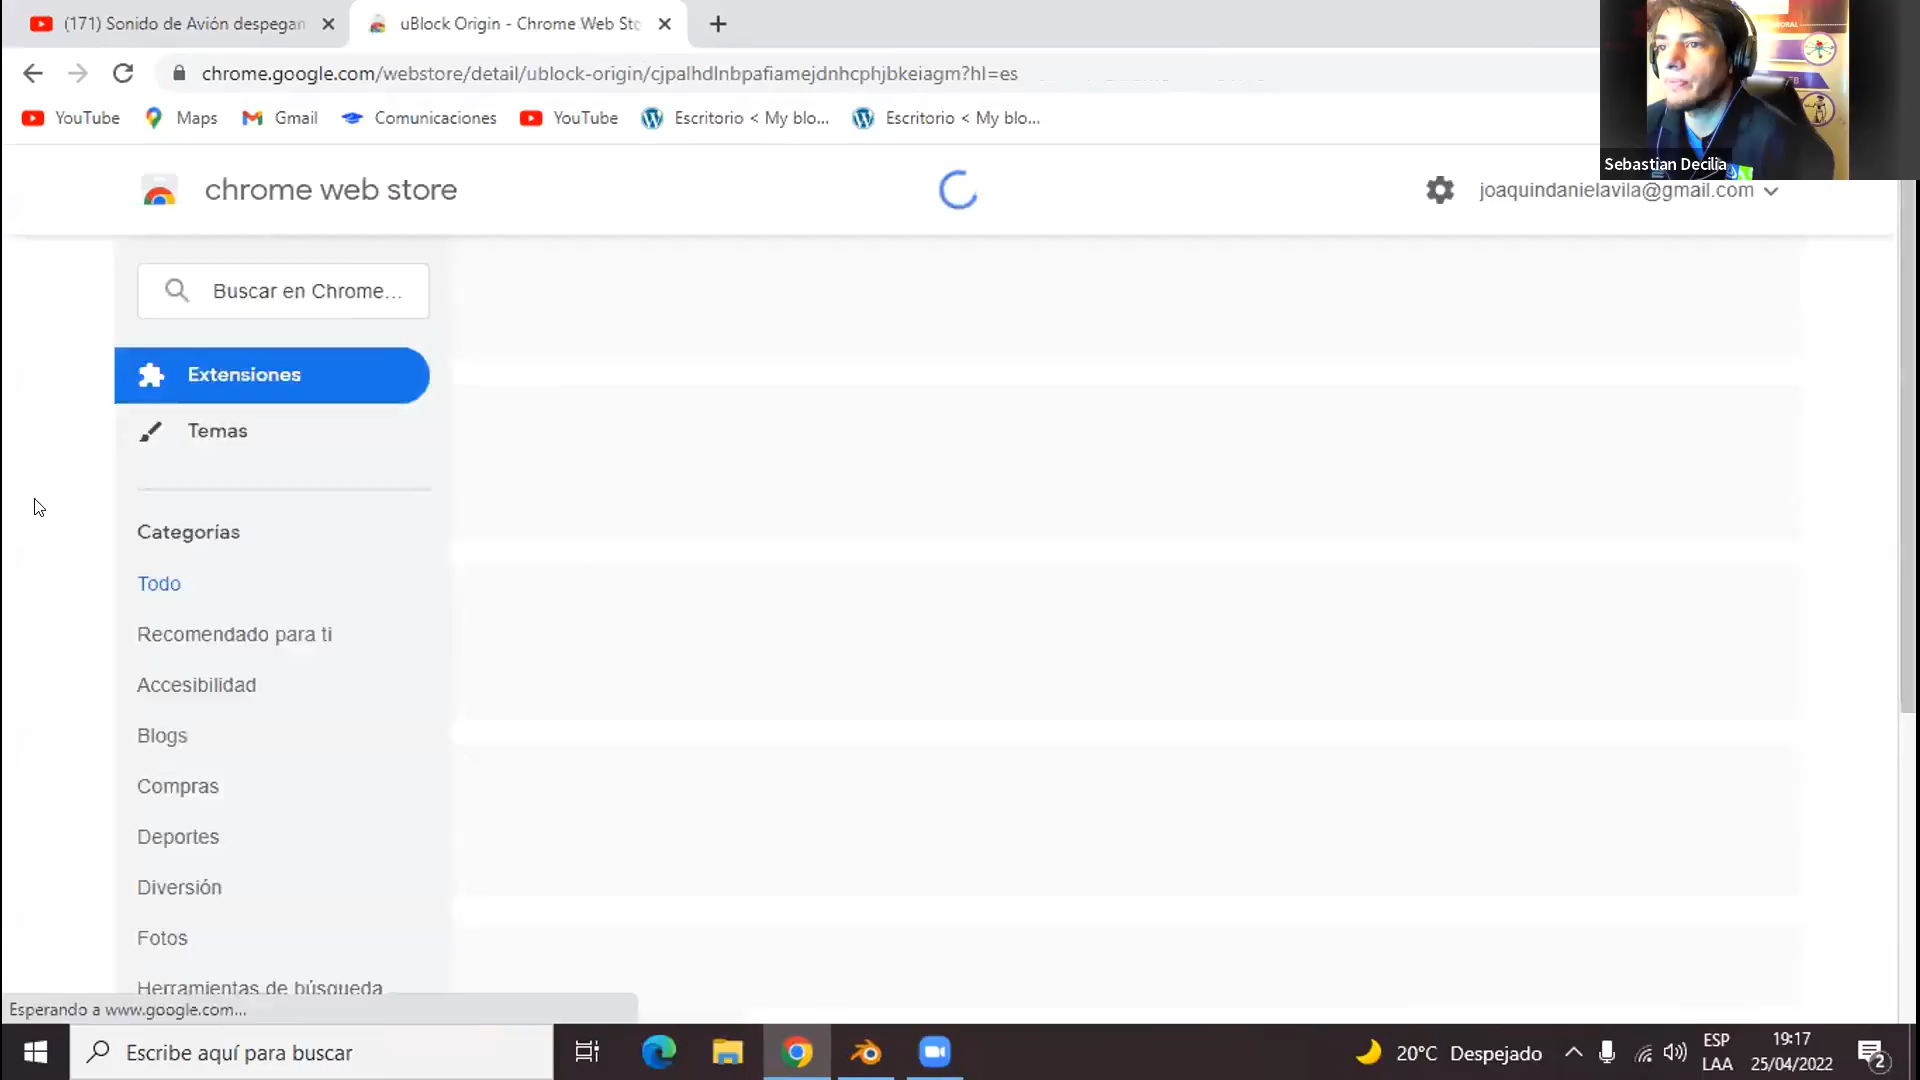 (171) Sonido de Avión despegan
uBlock Origin - Chrome Web Sto
chrome.google.com/webstore/detail/ublock-origin/cjpalhdlnbpafiamejdnhcphjbkeiagm?hl=es
YouTube
Maps
Gmail
Comunicaciones
YouTube
Escritorio < My blo...
Escritorio < My blo...
Sebastian Decilia
chrome web store
joaquindanielavila@gmail.com
Buscar en Chrome...
Extensiones
Temas
Categorías
Todo
Recomendado para ti
Accesibilidad
Blogs
Compras
Deportes
Diversión
Fotos
Herramientas de búsqueda
Esperando a www.google.com...
Escribe aquí para buscar
20°C Despejado
ESP
LAA
19:17
25/04/2022
2